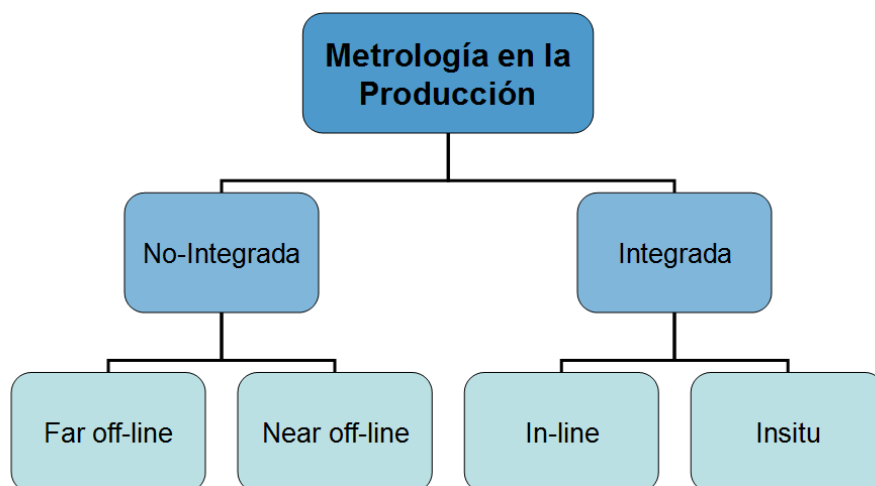 Metrología en la
Producción
No-Integrada
Integrada
Far off-line
Near off-line
In-line
Insitu